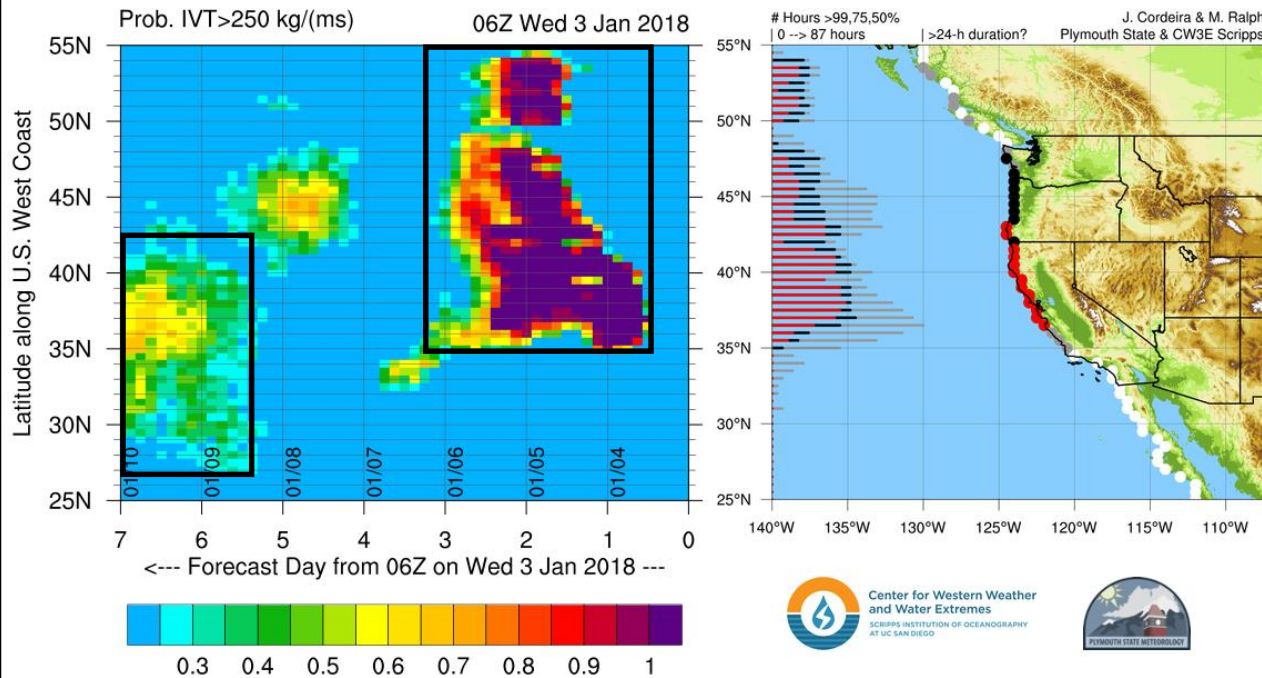 Prob. IVT>250 kg/(ms)
06Z Wed 3 Jan 2018
Latitude along U.S. West Coast
55N
50N
45N
40N
35N
30N
25N
01/10
01/09
01/08
01/07
01/06
01/05
01/04
7 6 5 4 3 2 1 0
<--- Forecast Day from 06Z on Wed 3 Jan 2018 ---
0.3 0.4 0.5 0.6 0.7 0.8 0.9 1
# Hours >99,75,50%
J. Cordeira & M. Ralph
| 0 --> 87 hours
| >24-h duration?
Plymouth State & CW3E Scripps
55°N
50°N
45°N
40°N
35°N
30°N
25°N
140°W 135°W 130°W 125°W 120°W 115°W 110°W
Center for Western Weather
and Water Extremes
SCRIPPS INSTITUTION OF OCEANOGRAPHY
AT UC SAN DIEGO
PLYMOUTH STATE METEOROLOGY